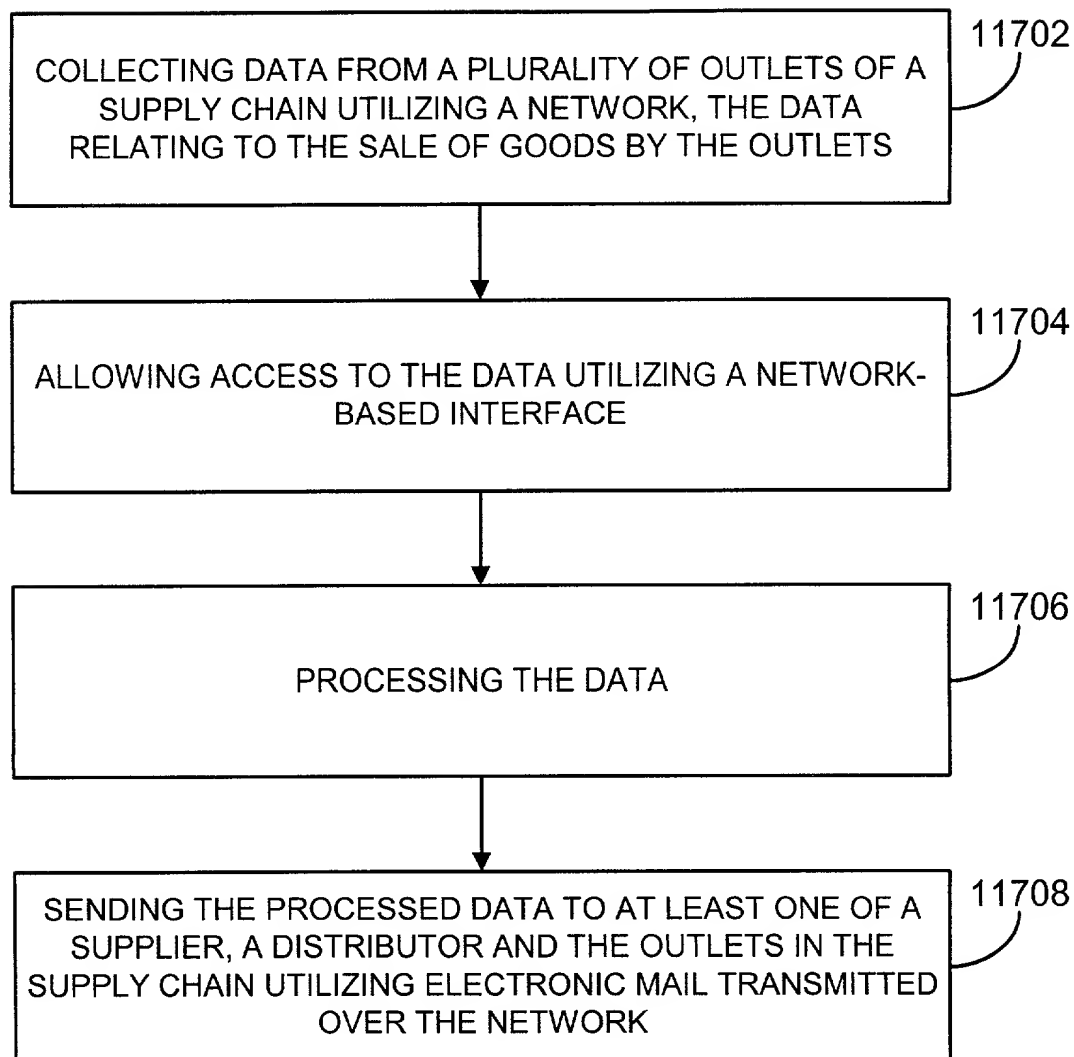 11702
COLLECTING DATA FROM A PLURALITY OF OUTLETS OF A
SUPPLY CHAIN UTILIZING A NETWORK, THE DATA
RELATING TO THE SALE OF GOODS BY THE OUTLETS
11704
ALLOWING ACCESS TO THE DATA UTILIZING A NETWORK-
BASED INTERFACE
11706
PROCESSING THE DATA
11708
SENDING THE PROCESSED DATA TO AT LEAST ONE OF A
SUPPLIER, A DISTRIBUTOR AND THE OUTLETS IN THE
SUPPLY CHAIN UTILIZING ELECTRONIC MAIL TRANSMITTED
OVER THE NETWORK